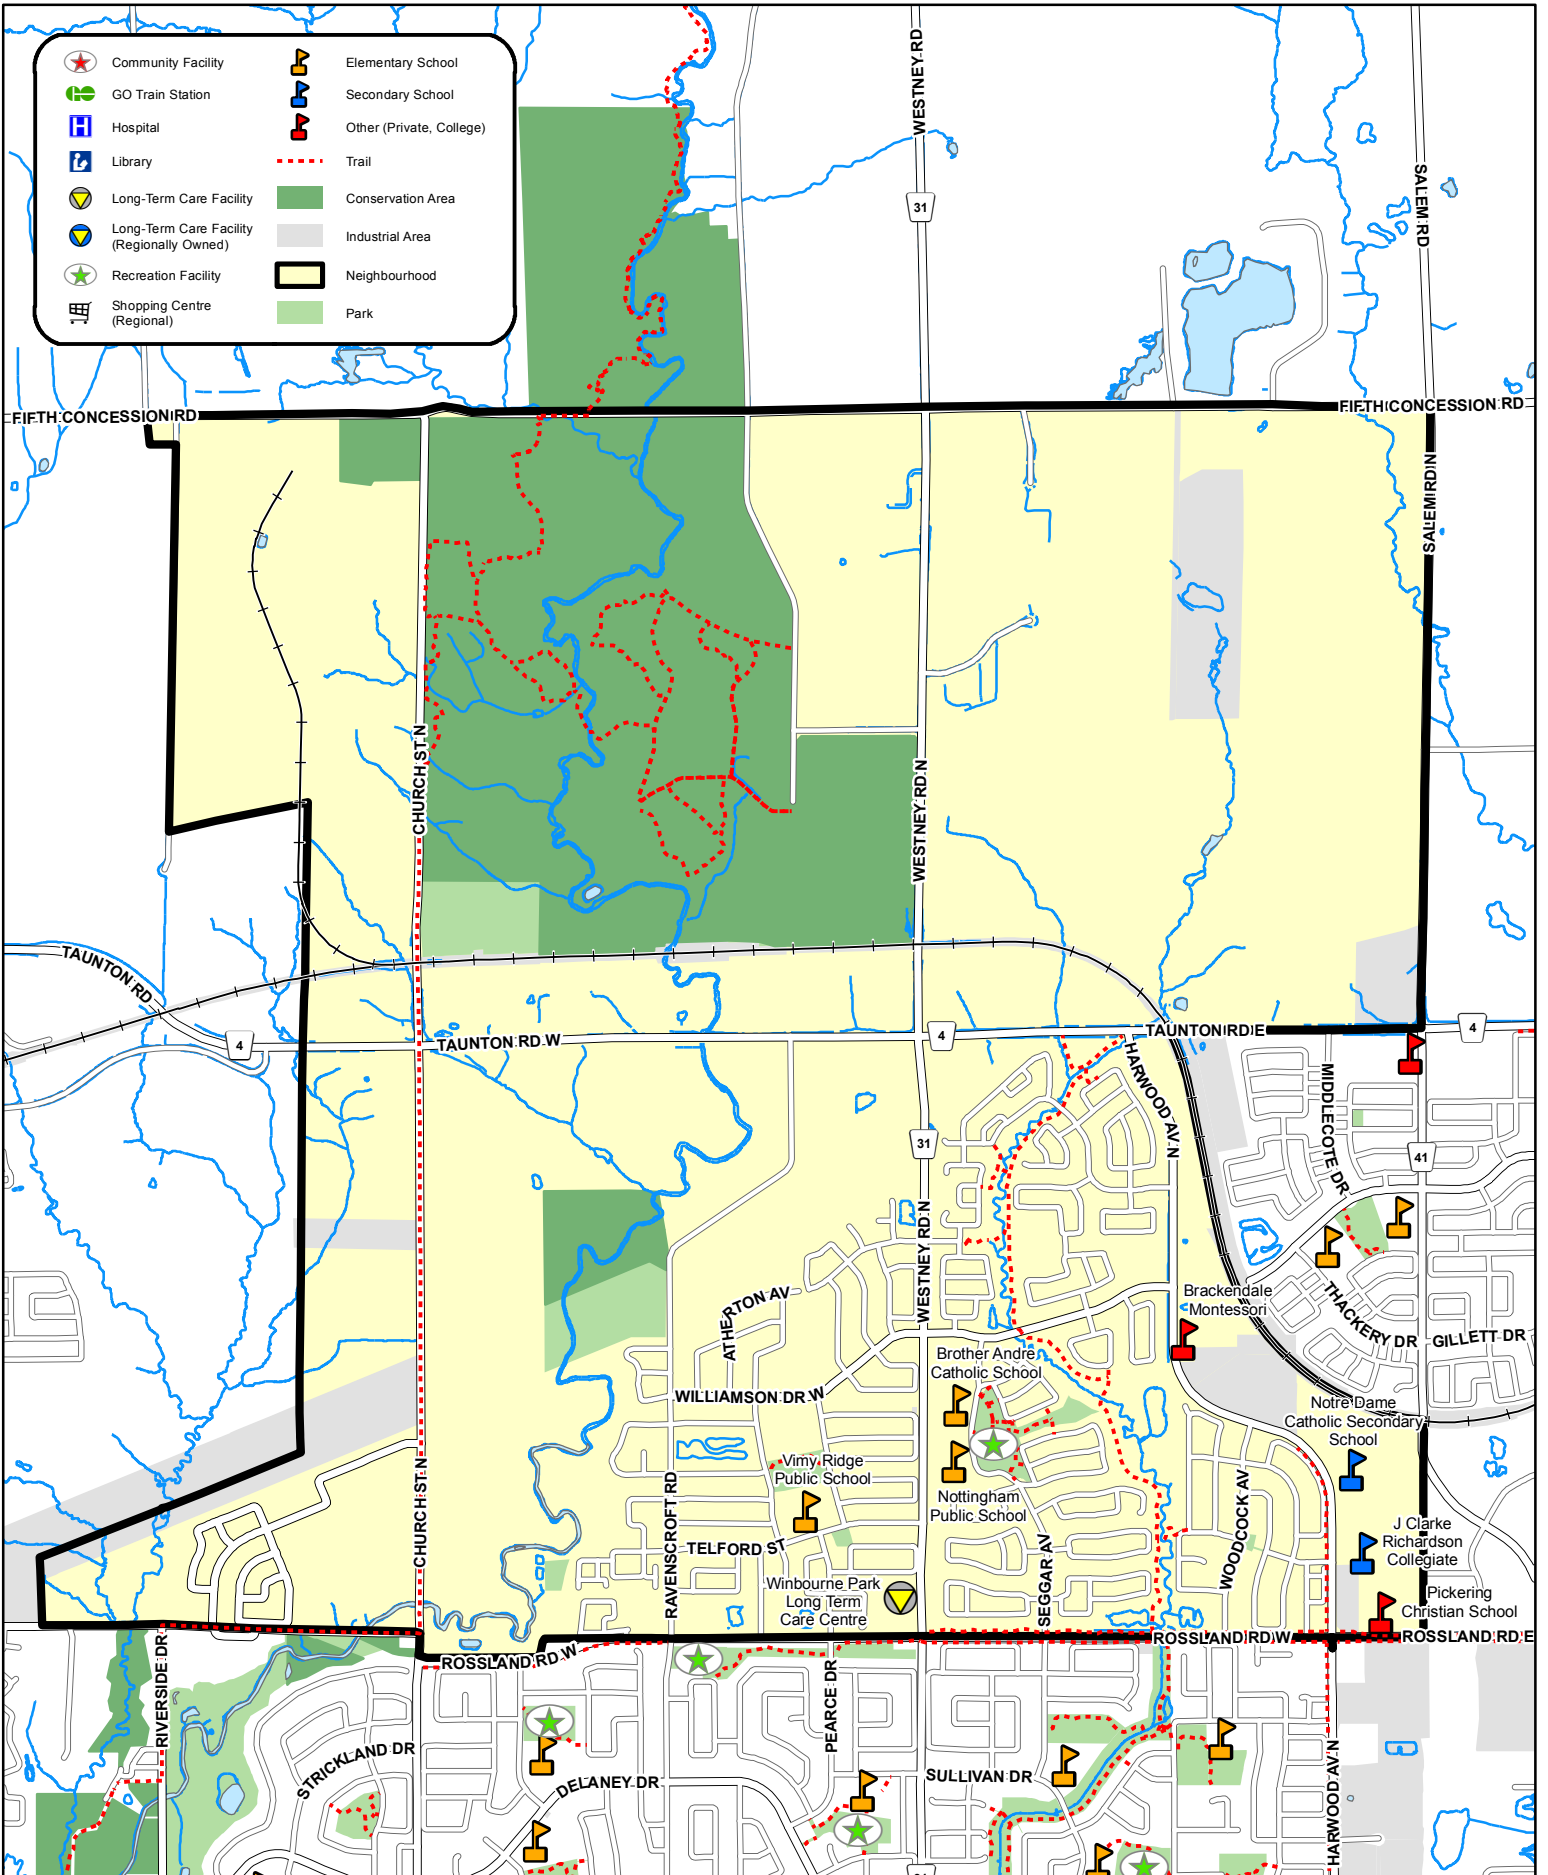 Community Facility
GO Train Station
Hospital
Library
Long-Term Care Facility
Long-Term Care Facility
(Regionally Owned)
Recreation Facility
Shopping Centre
(Regional)
Elementary School
Secondary School
Other (Private, College)
Trail
Conservation Area
Industrial Area
Neighbourhood
Park
H
WESTNEY RD
31
SALEM RD
FIFTH CONCESSION RD
FIFTH CONCESSION RD
SALEM RD N
CHURCH ST N
WESTNEY RD N
TAUNTON RD
4
TAUNTON RD W
4
TAUNTON RD E
4
HARWOOD AV N
MIDDLECOTE DR
31
41
WESTNEY RD N
Brackendale
Montessori
ATHERTON AV
THACKERY DR
GILLETT DR
Brother Andre
Catholic School
WILLIAMSON DR W
Notre Dame
Catholic Secondary
School
Vimy Ridge
Public School
CHURCH ST N
RAVENSCROFT RD
Nottingham
Public School
WOODCOCK AV
J Clarke
Richardson
Collegiate
TELFORD ST
SEGGAR AV
Winbourne Park
Long Term
Care Centre
Pickering
Christian School
ROSSLAND RD W
ROSSLAND RD W
ROSSLAND RD E
RIVERSIDE DR
PEARCE DR
STRICKLAND DR
DELANEY DR
SULLIVAN DR
HARWOOD AV N